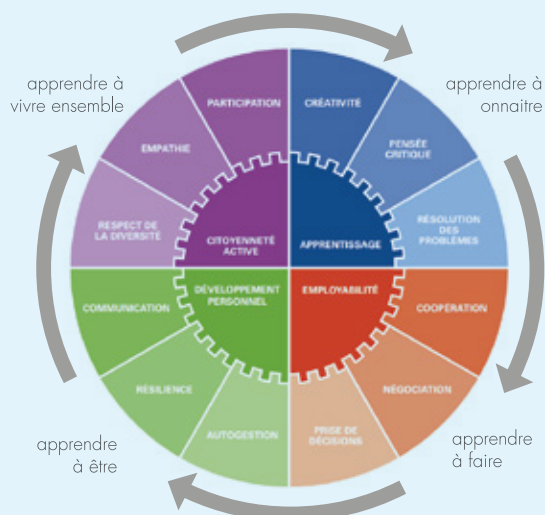 apprendre à
vivre ensemble
apprendre à
onnaitre
PARTICIPATION
CRÉATIVITÉ
EMPATHIE
PENSÉE
CRITIQUE
RESPECT DE
LA DIVERSITÉ
CITOYENNETÉ
ACTIVE
APPRENTISSAGE
RÉSOLUTION
DES
PROBLÈMES
COMMUNICATION
DÉVELOPPEMENT
PERSONNEL
EMPLOYABILITÉ
COOPÉRATION
RÉSILIENCE
NÉGOCIATION
AUTOGESTION
PRISE DE
DÉCISIONS
apprendre
à être
apprendre
à faire